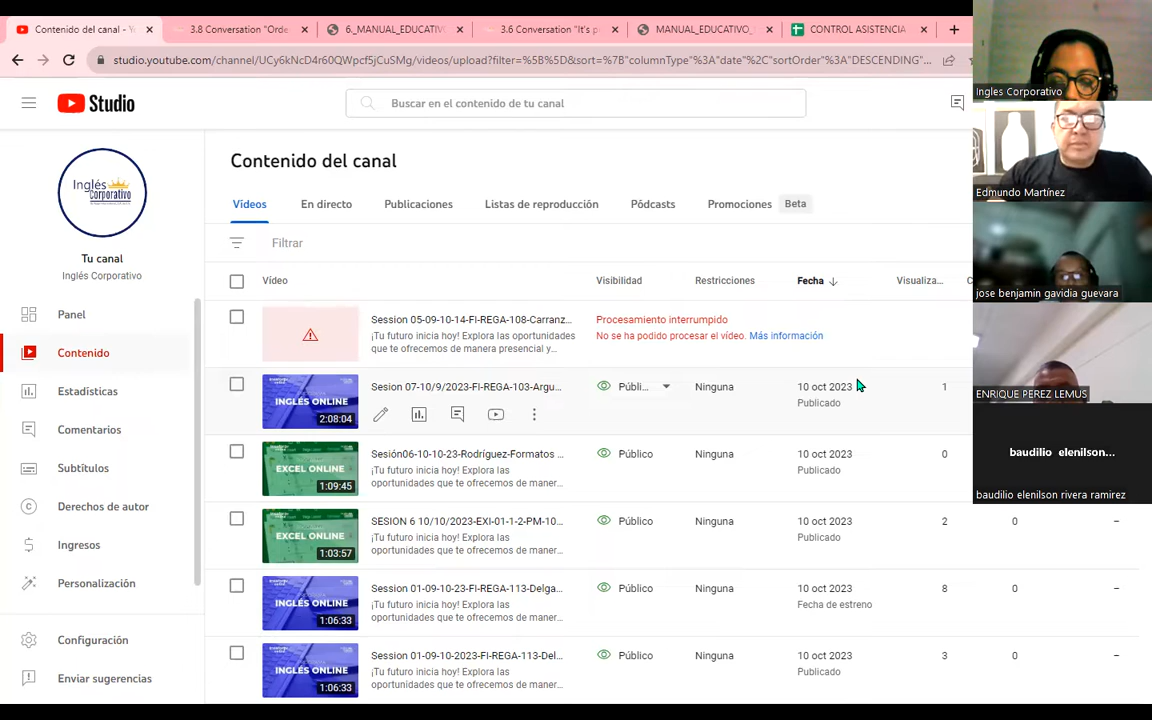 Contenido del canal - Y
3.8 Conversation "Orde
6._MANUAL_EDUCATIV
3.6 Conversation "It's p
MANUAL_EDUCATIVO_
CONTROL ASISTENCIA
studio.youtube.com/channel/UCy6kNcD4r60QWpcf5jCuSMg/videos/upload?filter=%5B%5D&sort=%7B"columnType"%3A"date"%2C"sortOrder"%3A"DESCENDING"...
Studio
Buscar en el contenido de tu canal
Inglés
Corporativo
Tu canal
Inglés Corporativo
Panel
Contenido
Estadísticas
Comentarios
Subtítulos
Derechos de autor
Ingresos
Personalización
Configuración
Enviar sugerencias
Contenido del canal
Vídeos En directo Publicaciones Listas de reproducción Pódcasts Promociones Beta
Filtrar
Vídeo Visibilidad Restricciones Fecha Visualiza... C
Session 05-09-10-14-FI-REGA-108-Carranz...
¡Tu futuro inicia hoy! Explora las oportunidades
que te ofrecemos de manera presencial y...
Procesamiento interrumpido
No se ha podido procesar el vídeo. Más información
INGLÉS ONLINE
2:08:04
Sesion 07-10/9/2023-FI-REGA-103-Argu...
Públi... Ninguna 10 oct 2023 1
Publicado
EXCEL ONLINE
1:09:45
Sesión06-10-10-23-Rodríguez-Formatos ...
¡Tu futuro inicia hoy! Explora las
oportunidades que te ofrecemos de maner...
Público Ninguna 10 oct 2023 0
Publicado
EXCEL ONLINE
1:03:57
SESION 6 10/10/2023-EXI-01-1-2-PM-10...
¡Tu futuro inicia hoy! Explora las
oportunidades que te ofrecemos de maner...
Público Ninguna 10 oct 2023 2 0 –
Publicado
INGLÉS ONLINE
1:06:33
Session 01-09-10-23-FI-REGA-113-Delga...
¡Tu futuro inicia hoy! Explora las
oportunidades que te ofrecemos de maner...
Público Ninguna 10 oct 2023 8 0 –
Fecha de estreno
INGLÉS ONLINE
1:06:33
Session 01-09-10-2023-FI-REGA-113-Del...
¡Tu futuro inicia hoy! Explora las
oportunidades que te ofrecemos de maner...
Público Ninguna 10 oct 2023 3 0 –
Publicado
Ingles Corporativo
Edmundo Martínez
jose benjamin gavidia guevara
ENRIQUE PEREZ LEMUS
baudilio elenilson...
baudilio elenilson rivera ramirez